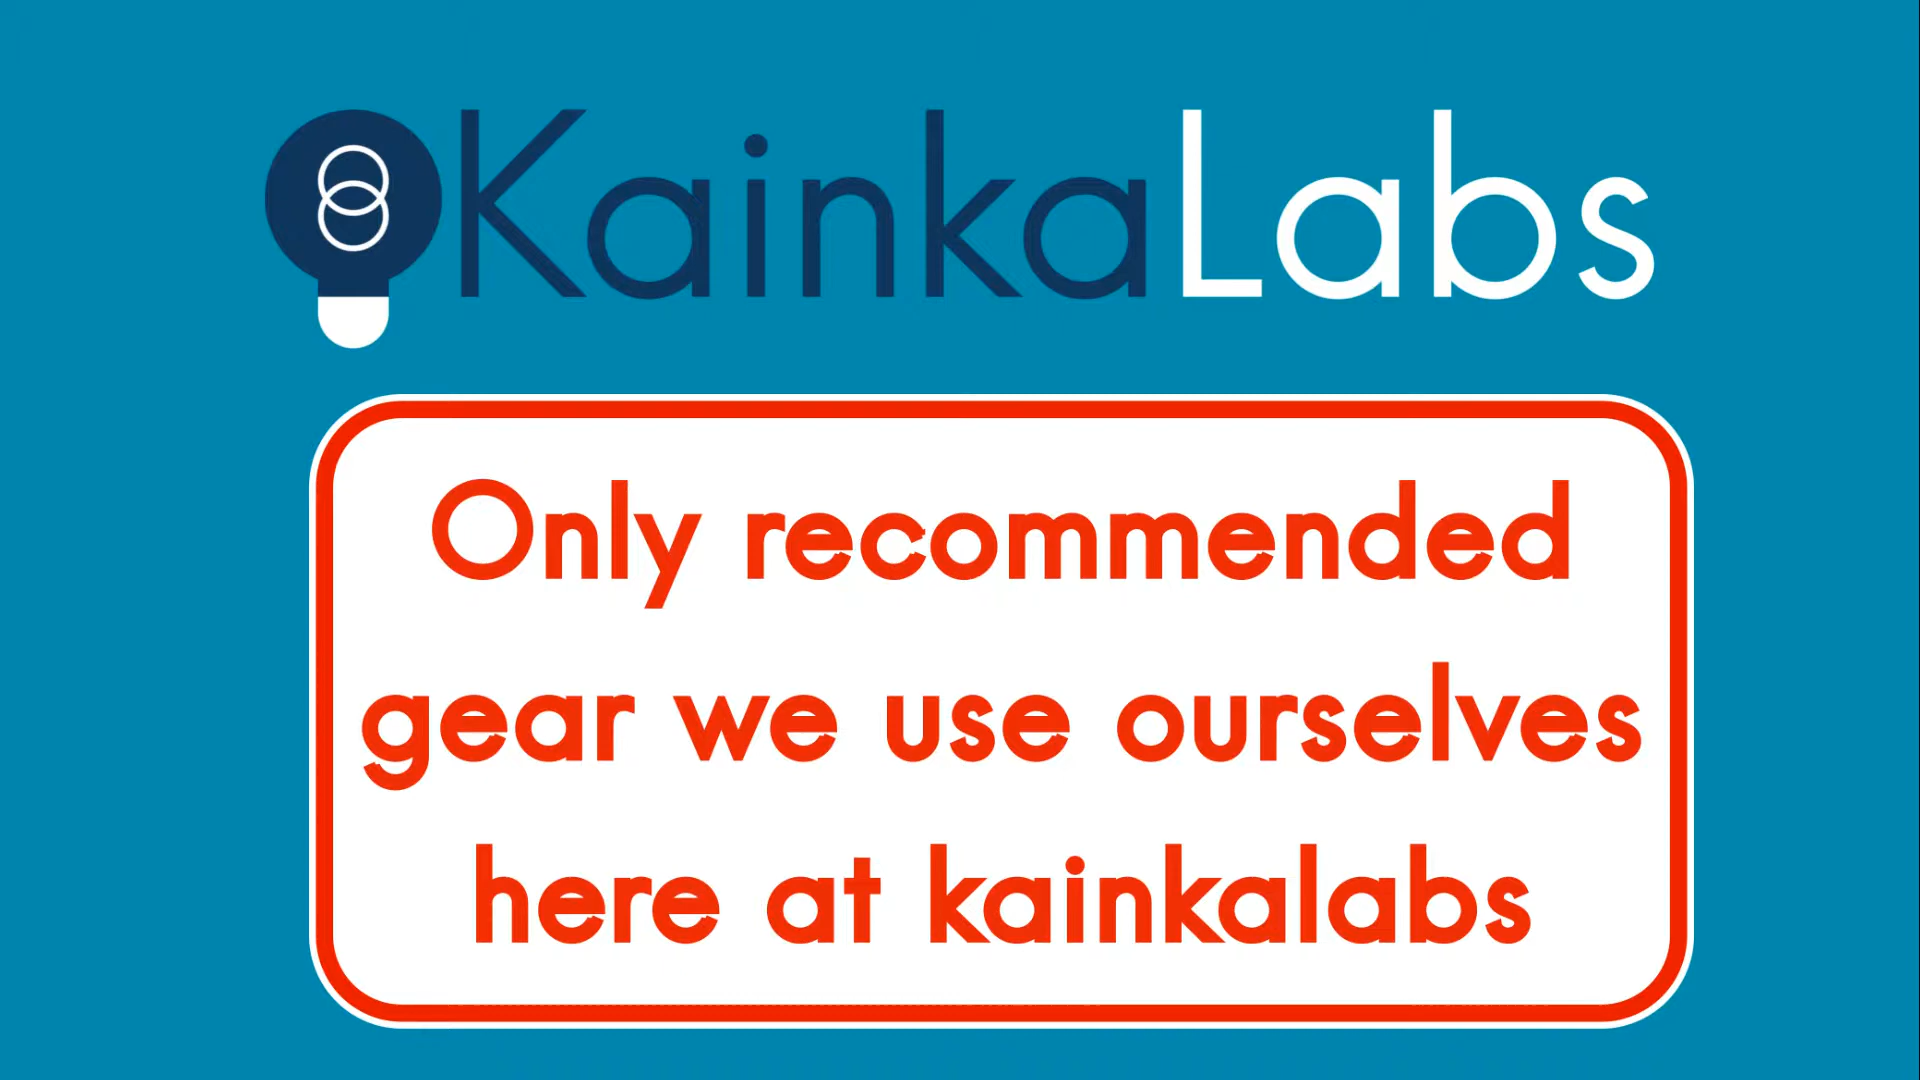 KainkaLabs
Only recommended
gear we use ourselves
here at kainkalabs